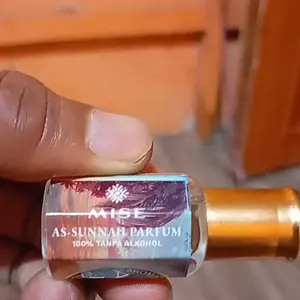 MISE
AS-SUNNAH PARFUM
100% TANPA ALKOHOL